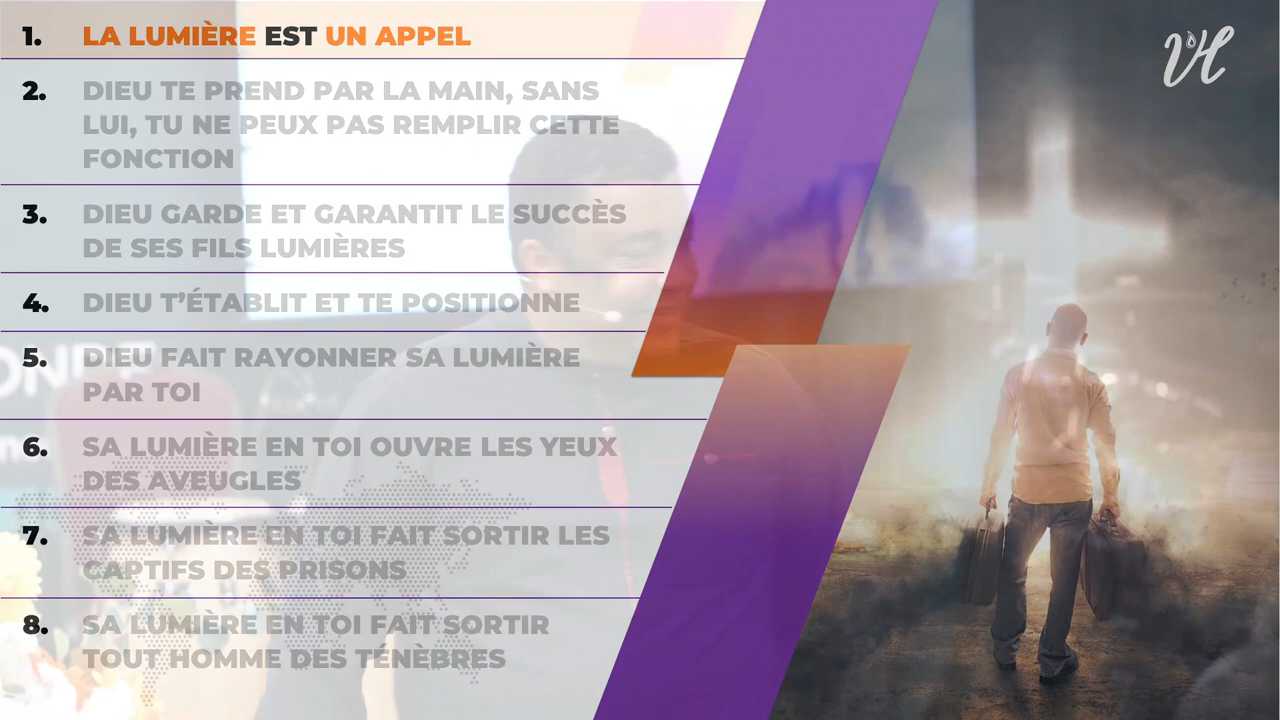 1. LA LUMIÈRE EST UN APPEL
2. DIEU TE PREND PAR LA MAIN, SANS
LUI, TU NE PEUX PAS REMPLIR CETTE
FONCTION
3. DIEU GARDE ET GARANTIT LE SUCCÈS
DE SES FILS LUMIÈRES
4. DIEU T’ÉTABLIT ET TE POSITIONNE
5. DIEU FAIT RAYONNER SA LUMIÈRE
PAR TOI
6. SA LUMIÈRE EN TOI OUVRE LES YEUX
DES AVEUGLES
7. SA LUMIÈRE EN TOI FAIT SORTIR LES
CAPTIFS DES PRISONS
8. SA LUMIÈRE EN TOI FAIT SORTIR
TOUT HOMME DES TÉNÈBRES
VH